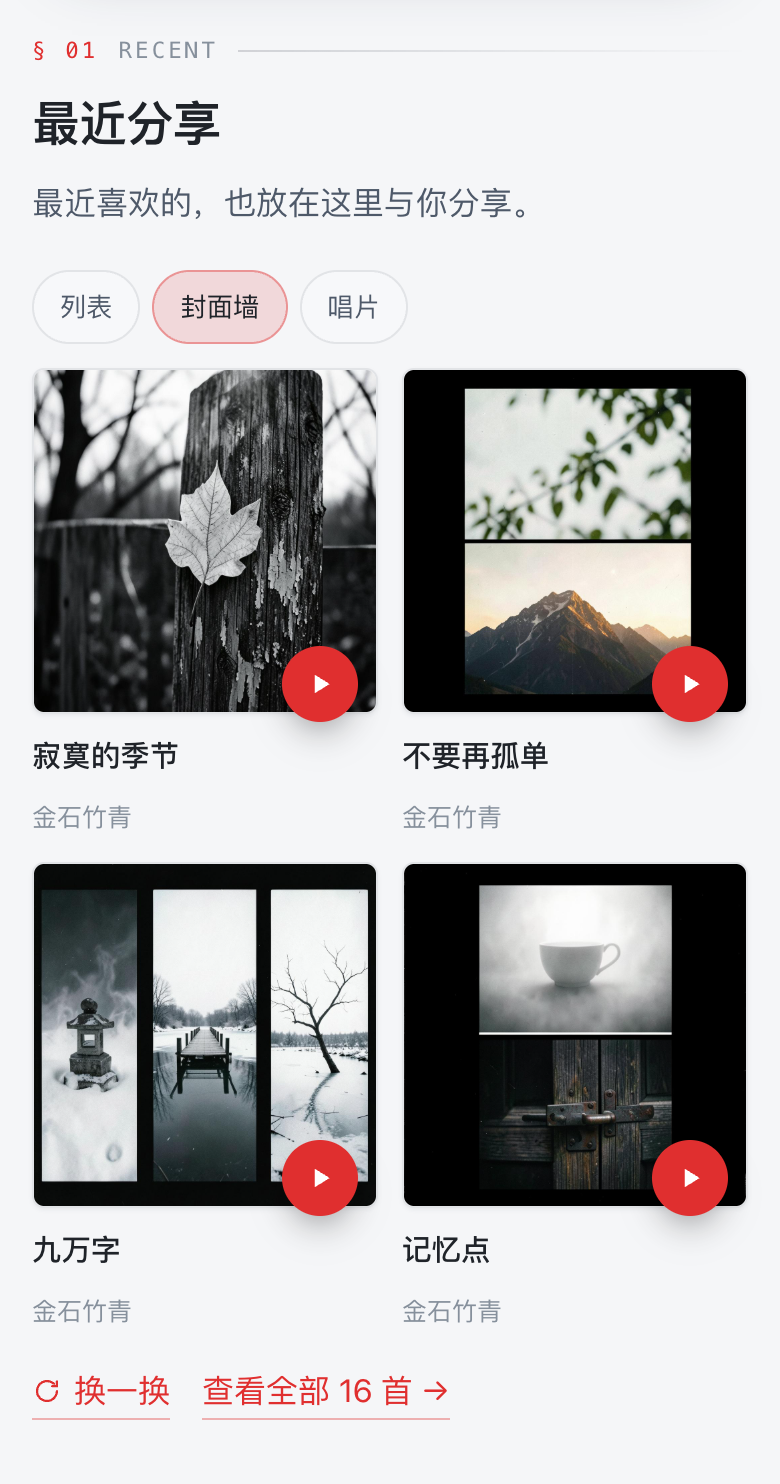 § 01 RECENT
最近分享
最近喜欢的，也放在这里与你分享。
列表 封面墙 唱片
寂寞的季节 不要再孤单
金石竹青 金石竹青
九万字 记忆点
金石竹青 金石竹青
换一换 查看全部 16 首 →